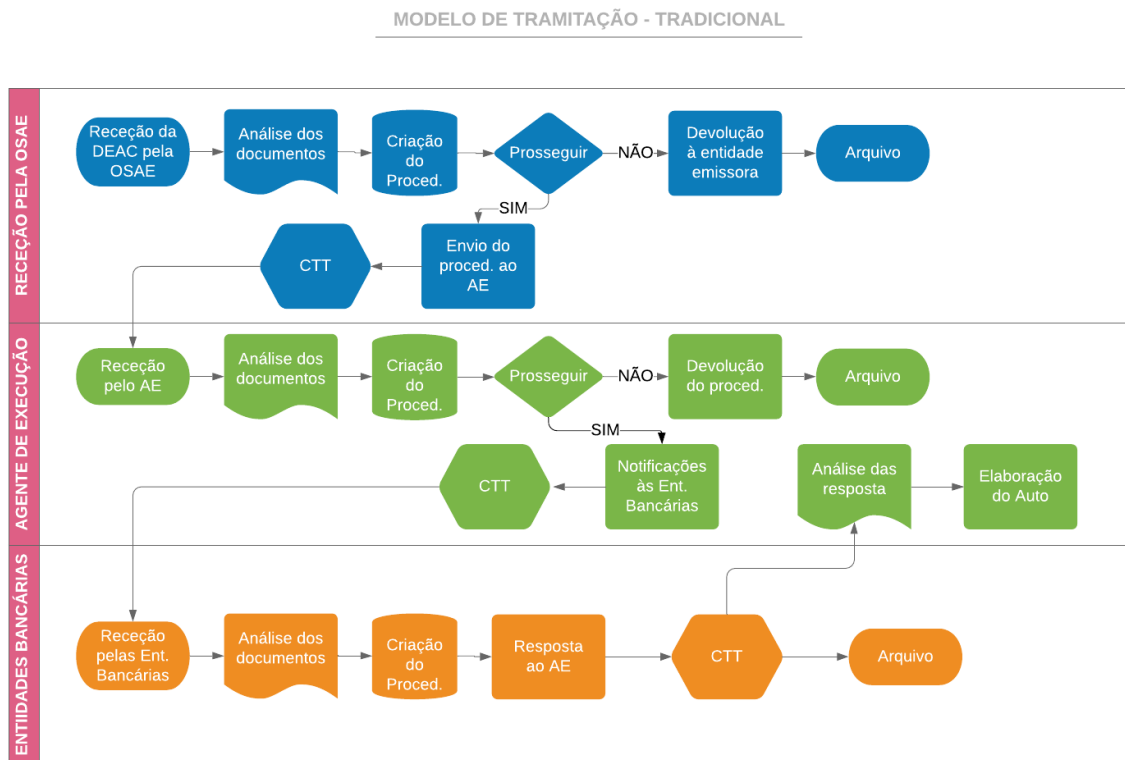 MODELO DE TRAMITAÇÃO - TRADICIONAL
RECEÇÃO PELA OSAE
Receção da
DEAC pela
OSAE
Análise dos
documentos
Criação
do
Proced.
Prosseguir
NÃO
Devolução
à entidade
emissora
Arquivo
SIM
Envio do
proced. ao
AE
CTT
AGENTE DE EXECUÇÃO
Receção
pelo AE
Análise dos
documentos
Criação
do
Proced.
Prosseguir
NÃO
Devolução
do proced.
Arquivo
SIM
Notificações
às Ent.
Bancárias
CTT
Análise das
resposta
Elaboração
do Auto
ENTIIDADES BANCÁRIAS
Receção
pelas Ent.
Bancárias
Análise dos
documentos
Criação
do
Proced.
Resposta
ao AE
CTT
Arquivo